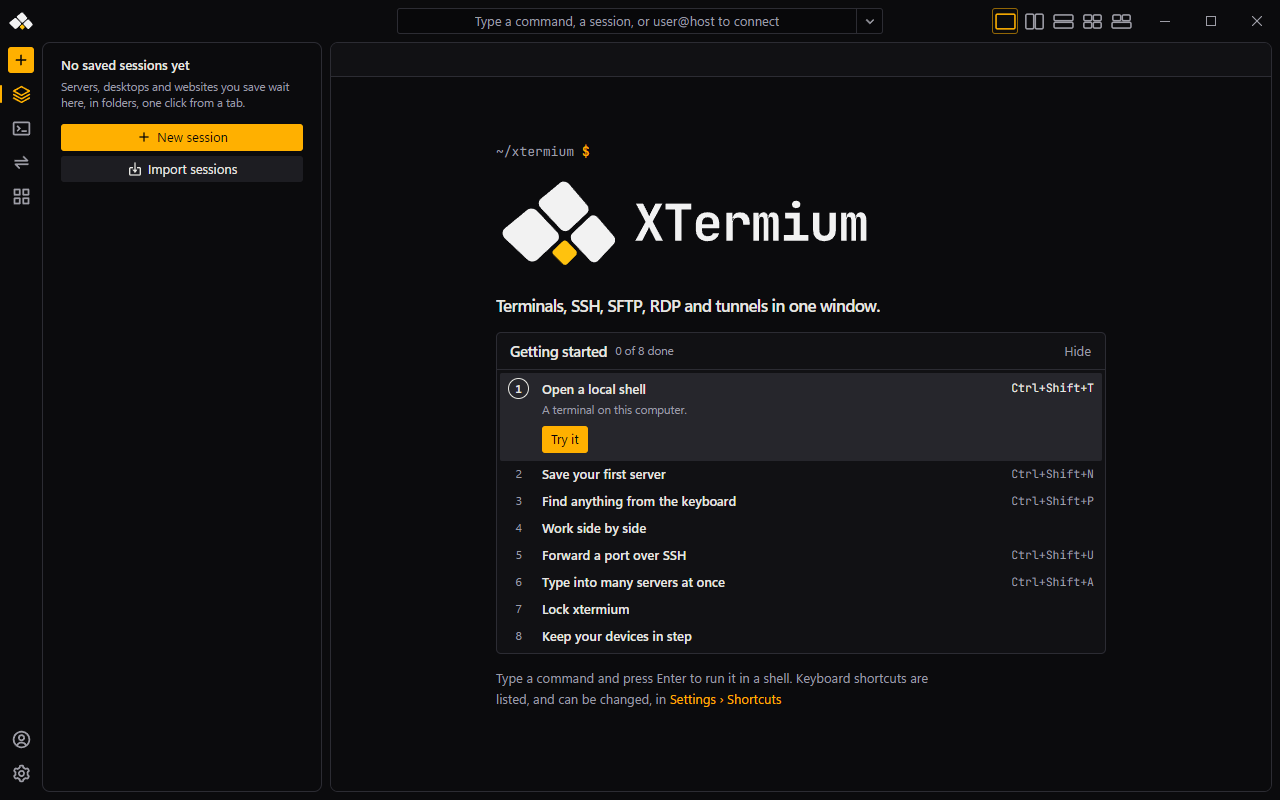 Type a command, a session, or user@host to connect
No saved sessions yet
Servers, desktops and websites you save wait
here, in folders, one click from a tab.
New session
Import sessions
~/xtermium $
XTermium
Terminals, SSH, SFTP, RDP and tunnels in one window.
Getting started 0 of 8 done Hide
1 Open a local shell Ctrl+Shift+T
A terminal on this computer.
Try it
2 Save your first server Ctrl+Shift+N
3 Find anything from the keyboard Ctrl+Shift+P
4 Work side by side
5 Forward a port over SSH Ctrl+Shift+U
6 Type into many servers at once Ctrl+Shift+A
7 Lock xtermium
8 Keep your devices in step
Type a command and press Enter to run it in a shell. Keyboard shortcuts are
listed, and can be changed, in Settings › Shortcuts